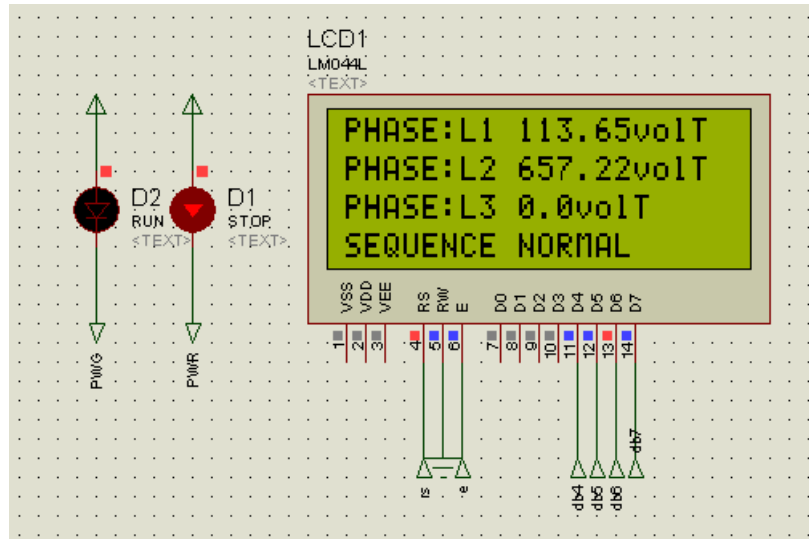 LCD1
LM044L
<TEXT>
PHASE:L1 113.65volT
PHASE:L2 657.22volT
PHASE:L3 0.0volT
SEQUENCE NORMAL
D2
RUN
<TEXT>
D1
STOP
<TEXT>
VSS
VDD
VEE
RS
RW
E
D0
D1
D2
D3
D4
D5
D6
D7
1
2
3
4
5
6
7
8
9
10
11
12
13
14
PWG
PWR
rs
e
db4
db5
db6
db7